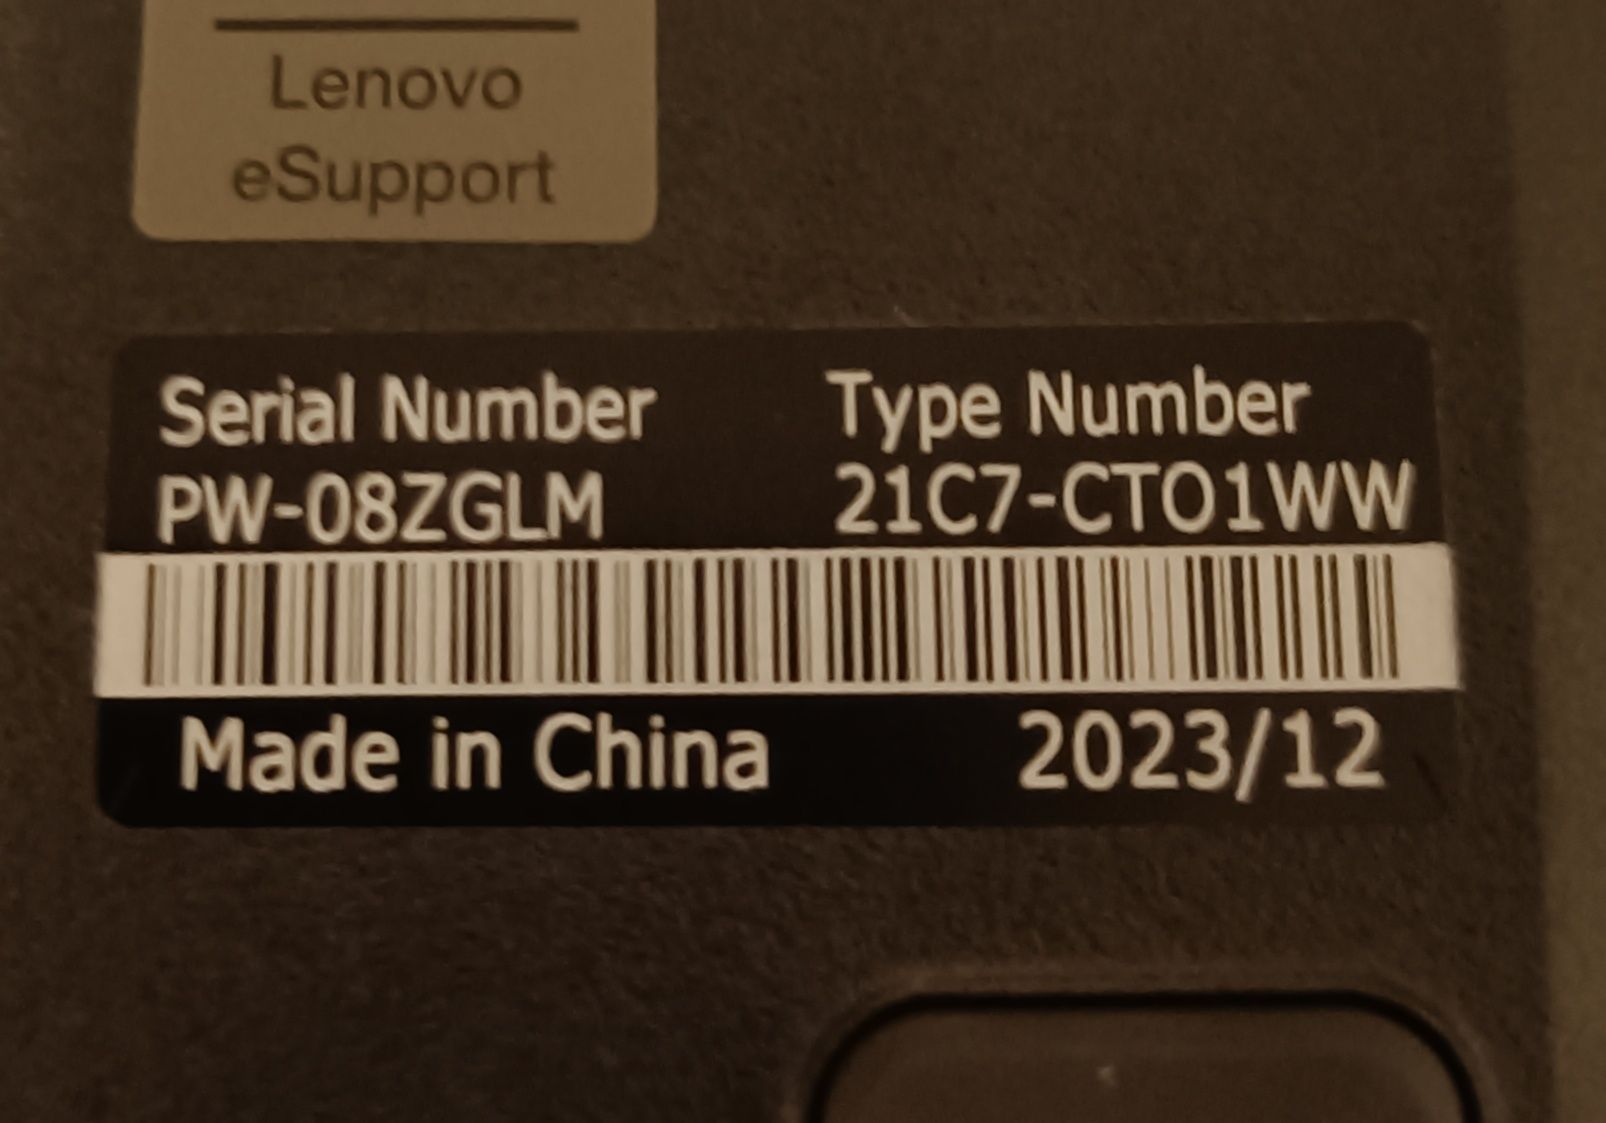 Lenovo
eSupport
Serial Number Type Number
PW-08ZGLM 21C7-CTO1WW
Made in China 2023/12